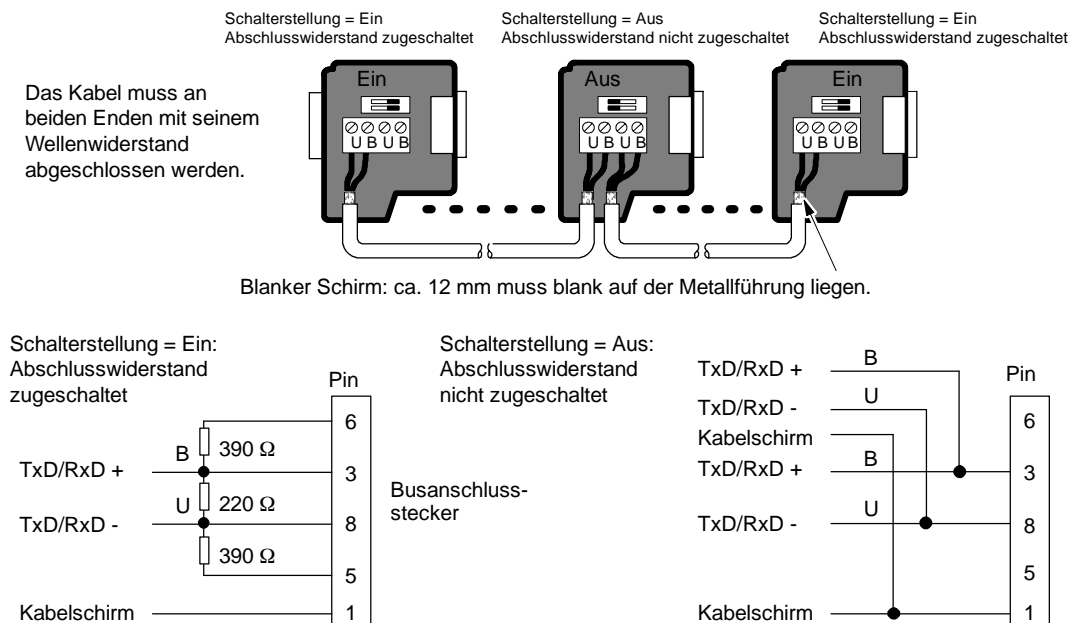 Schalterstellung = Ein
Abschlusswiderstand zugeschaltet
Schalterstellung = Aus
Abschlusswiderstand nicht zugeschaltet
Schalterstellung = Ein
Abschlusswiderstand zugeschaltet
Das Kabel muss an
beiden Enden mit seinem
Wellenwiderstand
abgeschlossen werden.
Ein
U B U B
Aus
U B U B
Ein
U B U B
Blanker Schirm: ca. 12 mm muss blank auf der Metallführung liegen.
Schalterstellung = Ein:
Abschlusswiderstand
zugeschaltet
Pin
6
390 Ω
B
TxD/RxD +
3
U
220 Ω
TxD/RxD -
8
390 Ω
5
Kabelschirm
1
Busanschluss-
stecker
Schalterstellung = Aus:
Abschlusswiderstand
nicht zugeschaltet
TxD/RxD +
B
Pin
TxD/RxD -
U
6
Kabelschirm
TxD/RxD +
B
3
TxD/RxD -
U
8
5
Kabelschirm
1